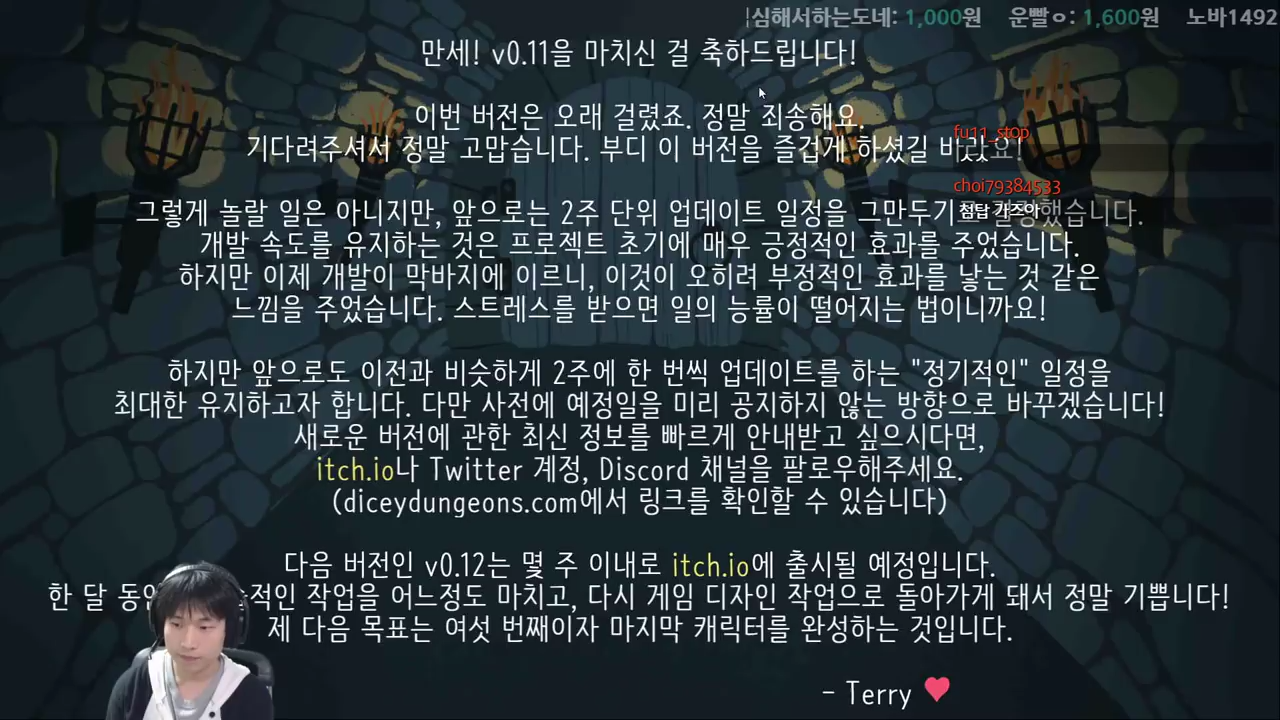 심해서하는도네: 1,000원 운빨ㅇ: 1,600원 노바1492
만세! v0.11을 마치신 걸 축하드립니다!
이번 버전은 오래 걸렸죠. 정말 죄송해요.
fu11_stop
기다려주셔서 정말 고맙습니다. 부디 이 버전을 즐겁게 하셨길
choi79384533
그렇게 놀랄 일은 아니지만, 앞으로는 2주 단위 업데이트 일정을 그만두기
첨탑 가즈아
개발 속도를 유지하는 것은 프로젝트 초기에 매우 긍정적인 효과를 주었습니다.
하지만 이제 개발이 막바지에 이르니, 이것이 오히려 부정적인 효과를 낳는 것 같은
느낌을 주었습니다. 스트레스를 받으면 일의 능률이 떨어지는 법이니까요!
하지만 앞으로도 이전과 비슷하게 2주에 한 번씩 업데이트를 하는 "정기적인" 일정을
최대한 유지하고자 합니다. 다만 사전에 예정일을 미리 공지하지 않는 방향으로 바꾸겠습니다!
새로운 버전에 관한 최신 정보를 빠르게 안내받고 싶으시다면,
itch.io나 Twitter 계정, Discord 채널을 팔로우해주세요.
(diceydungeons.com에서 링크를 확인할 수 있습니다)
다음 버전인 v0.12는 몇 주 이내로 itch.io에 출시될 예정입니다.
한 달 작업을 어느정도 마치고, 다시 게임 디자인 작업으로 돌아가게 돼서 정말 기쁩니다!
제 다음 목표는 여섯 번째이자 마지막 캐릭터를 완성하는 것입니다.
- Terry